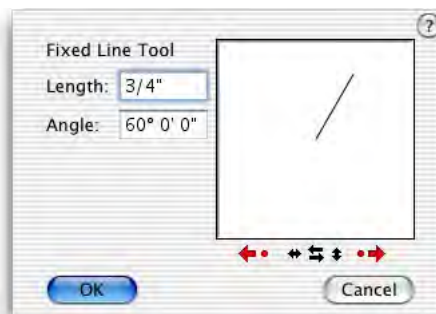 ?
Fixed Line Tool
Length: 3/4"
Angle: 60° 0' 0"
OK Cancel